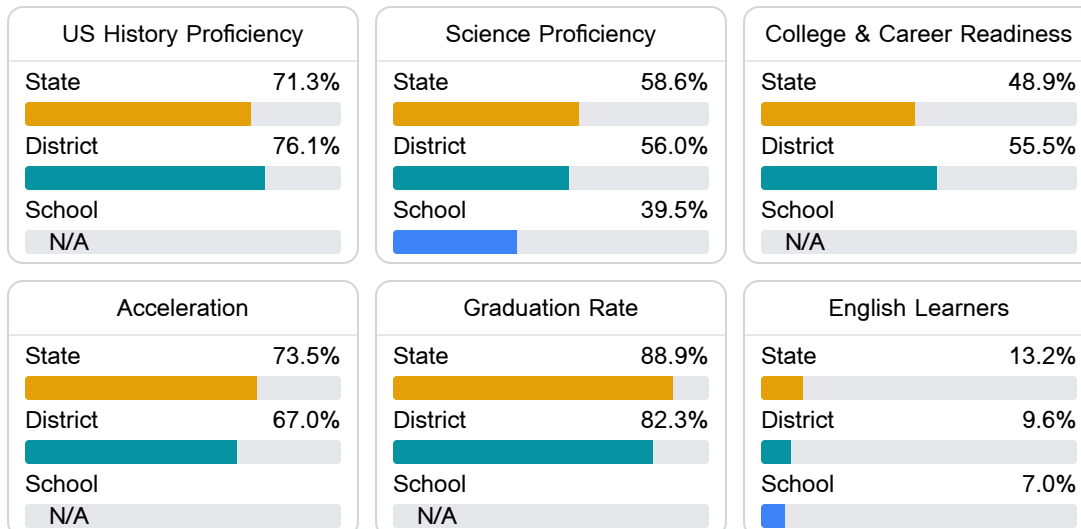 US History Proficiency
State 71.3%
District 76.1%
School
N/A
Science Proficiency
State 58.6%
District 56.0%
School 39.5%
College & Career Readiness
State 48.9%
District 55.5%
School
N/A
Acceleration
State 73.5%
District 67.0%
School
N/A
Graduation Rate
State 88.9%
District 82.3%
School
N/A
English Learners
State 13.2%
District 9.6%
School 7.0%